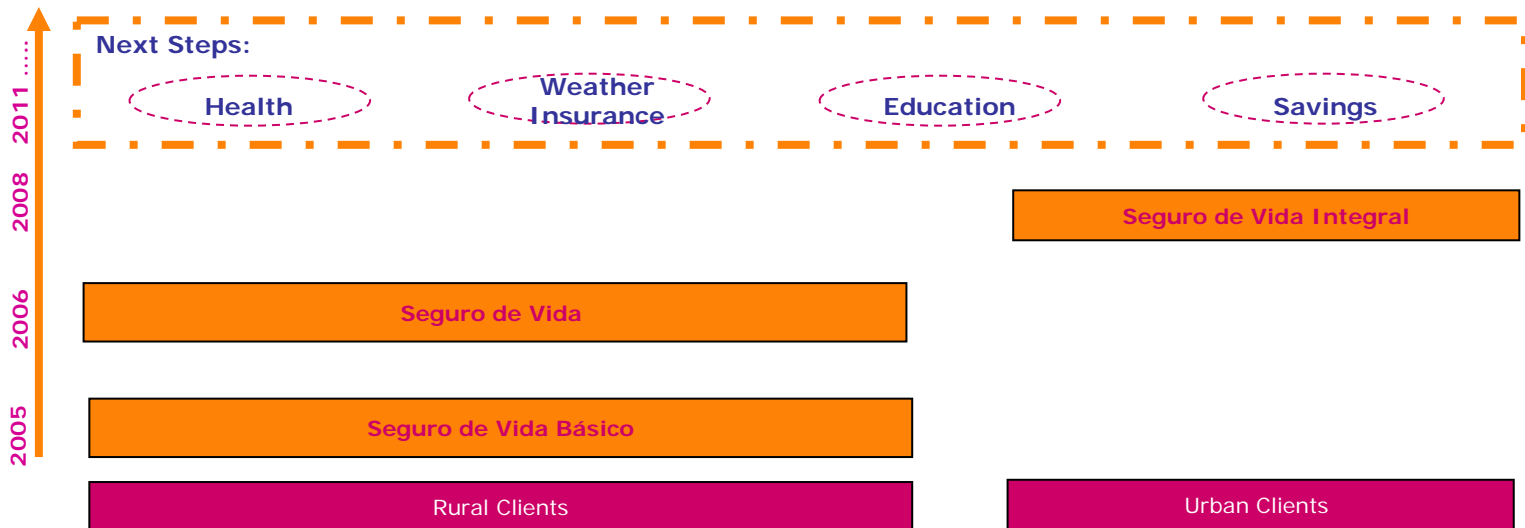 Next Steps:
Health
Weather
Insurance
Education
Savings
2011 .....
2008
Seguro de Vida Integral
2006
Seguro de Vida
2005
Seguro de Vida Básico
Rural Clients
Urban Clients